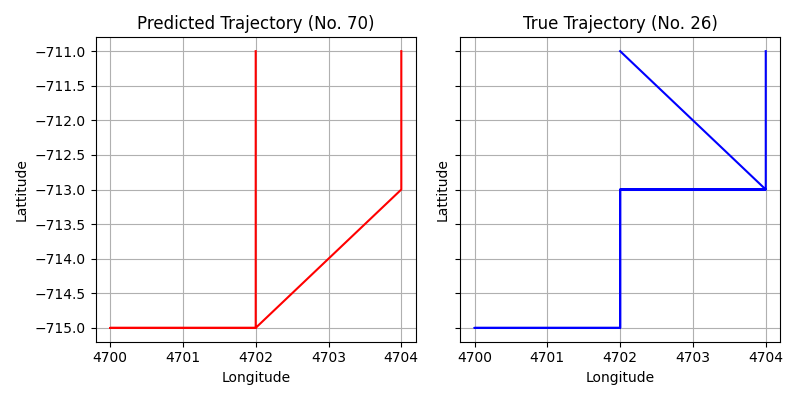 Predicted Trajectory (No. 70)
−711.0
−711.5
−712.0
−712.5
−713.0
−713.5
−714.0
−714.5
−715.0
Lattitude
4700 4701 4702 4703 4704
Longitude
True Trajectory (No. 26)
Lattitude
4700 4701 4702 4703 4704
Longitude